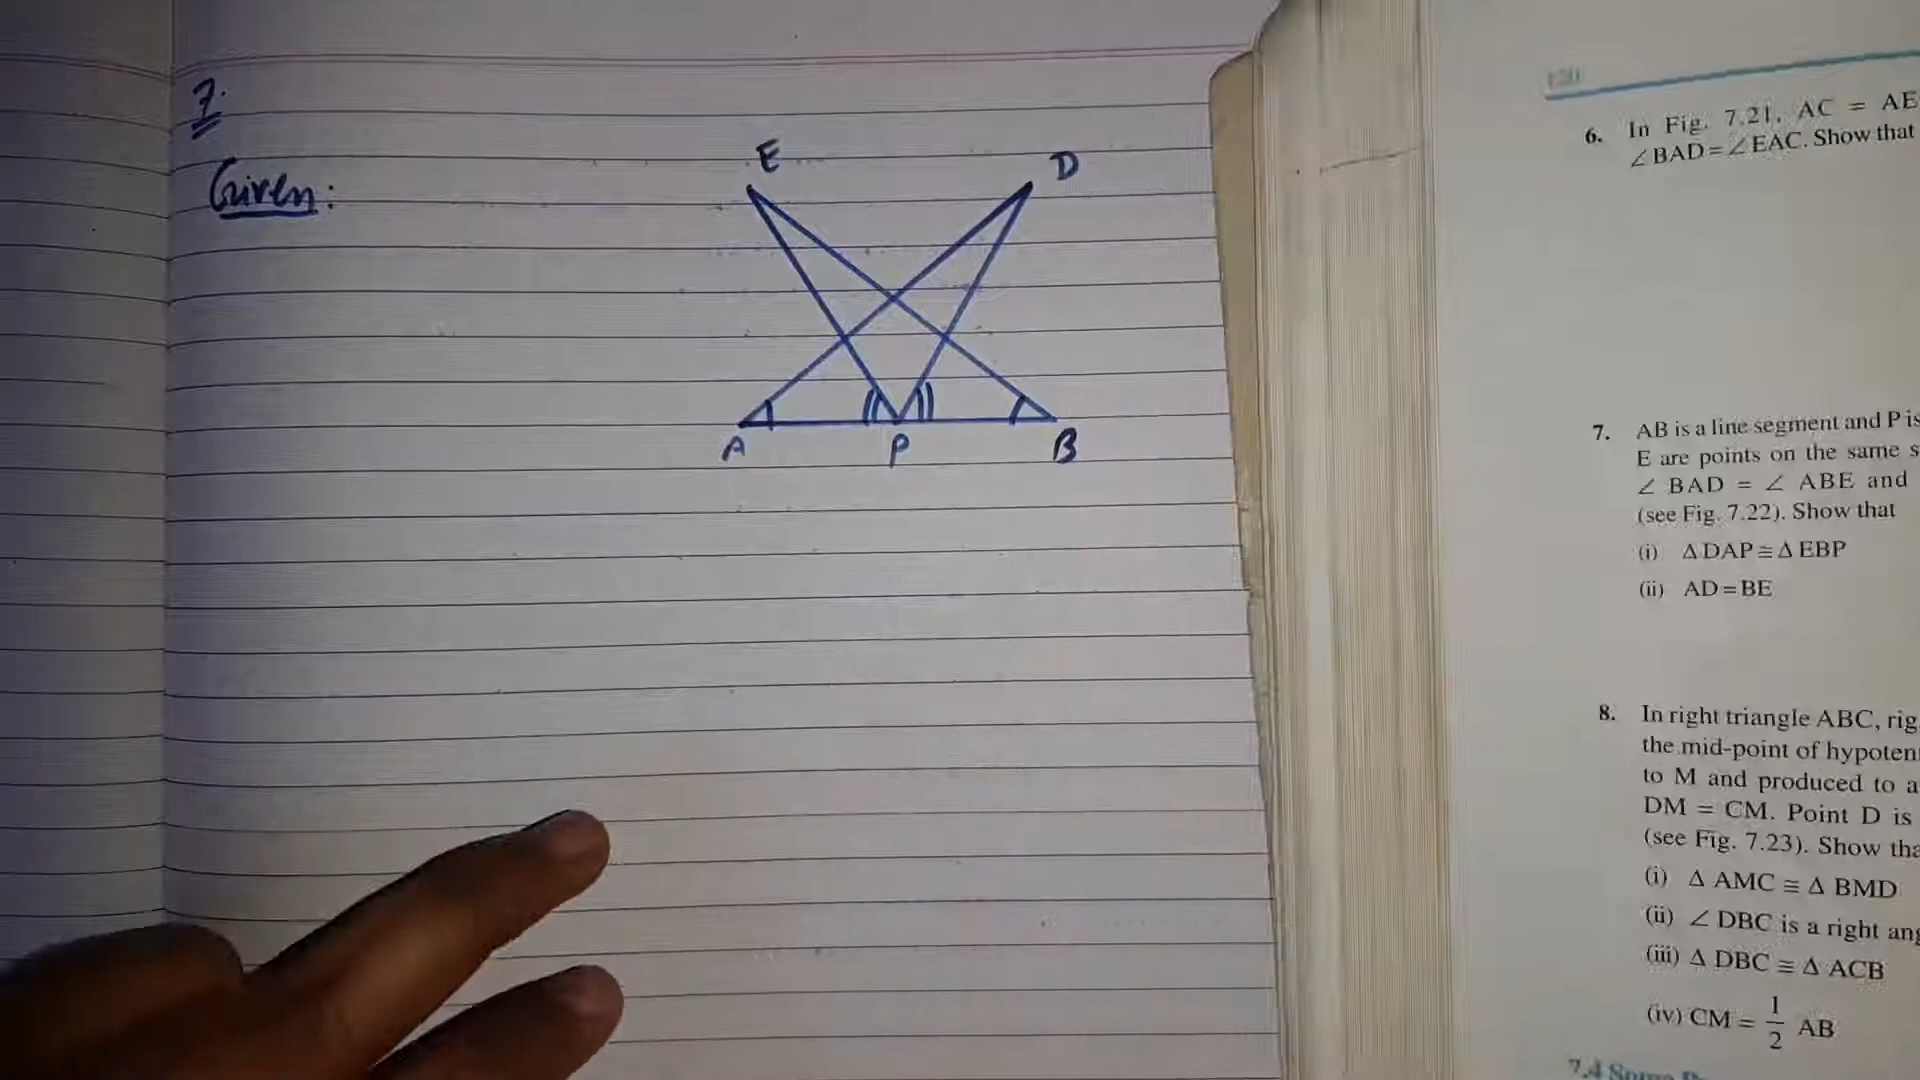 7.
Given:
E
D
A
P
B
120
6. In Fig. 7.21, AC = AE
∠BAD = ∠EAC. Show that
7. AB is a line segment and P is
E are points on the same s
∠ BAD = ∠ ABE and
(see Fig. 7.22). Show that
(i) Δ DAP ≅ Δ EBP
(ii) AD = BE
8. In right triangle ABC, rig
the mid-point of hypoten
to M and produced to a
DM = CM. Point D is
(see Fig. 7.23). Show tha
(i) Δ AMC ≅ Δ BMD
(ii) ∠ DBC is a right ang
(iii) Δ DBC ≅ Δ ACB
(iv) CM = 1/2 AB
7.4 Some